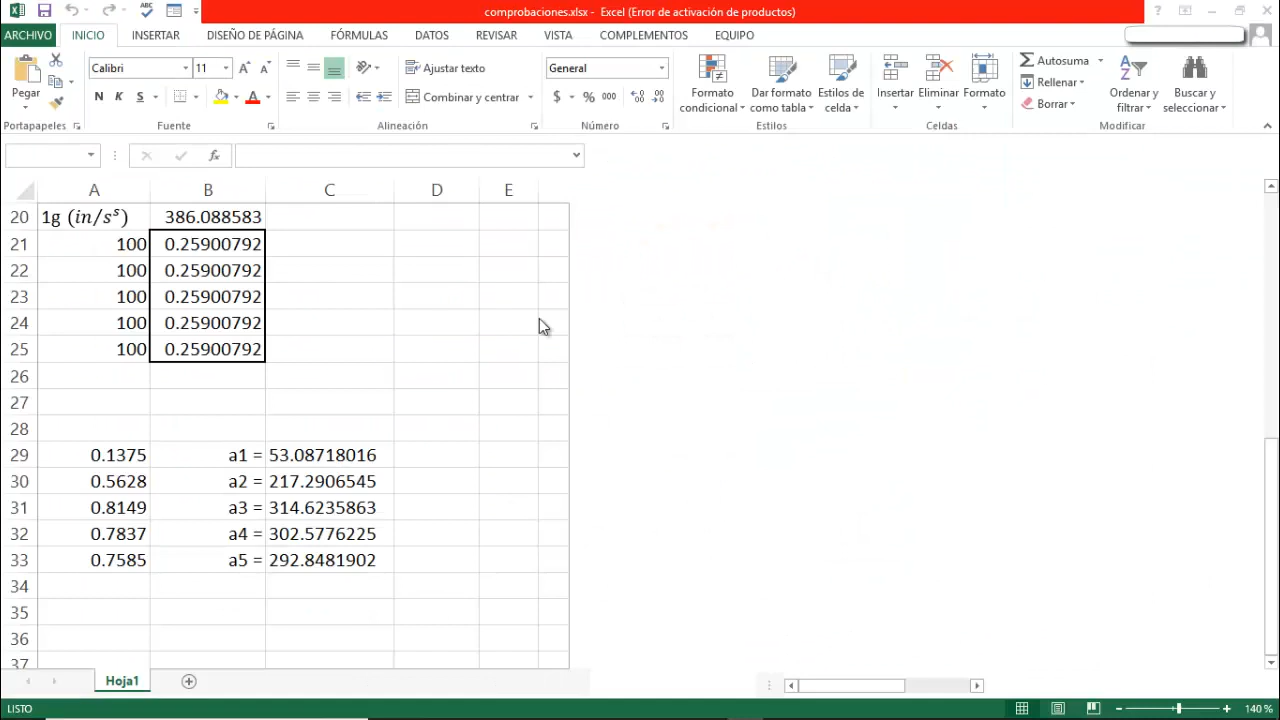 comprobaciones.xlsx - Excel (Error de activación de productos)
ARCHIVO INICIO INSERTAR DISEÑO DE PÁGINA FÓRMULAS DATOS REVISAR VISTA COMPLEMENTOS EQUIPO
Pegar
Calibri 11
N K S
Ajustar texto
Combinar y centrar
General
$ % 000
Formato condicional
Dar formato como tabla
Estilos de celda
Insertar Eliminar Formato
Autosuma
Rellenar
Borrar
Ordenar y filtrar
Buscar y seleccionar
Portapapeles Fuente Alineación Número Estilos Celdas Modificar
fx
A B C D E
20 1g (in/s^s) 386.088583
21 100 0.25900792
22 100 0.25900792
23 100 0.25900792
24 100 0.25900792
25 100 0.25900792
26
27
28
29 0.1375 a1 = 53.08718016
30 0.5628 a2 = 217.2906545
31 0.8149 a3 = 314.6235863
32 0.7837 a4 = 302.5776225
33 0.7585 a5 = 292.8481902
34
35
36
37
Hoja1
LISTO 140 %